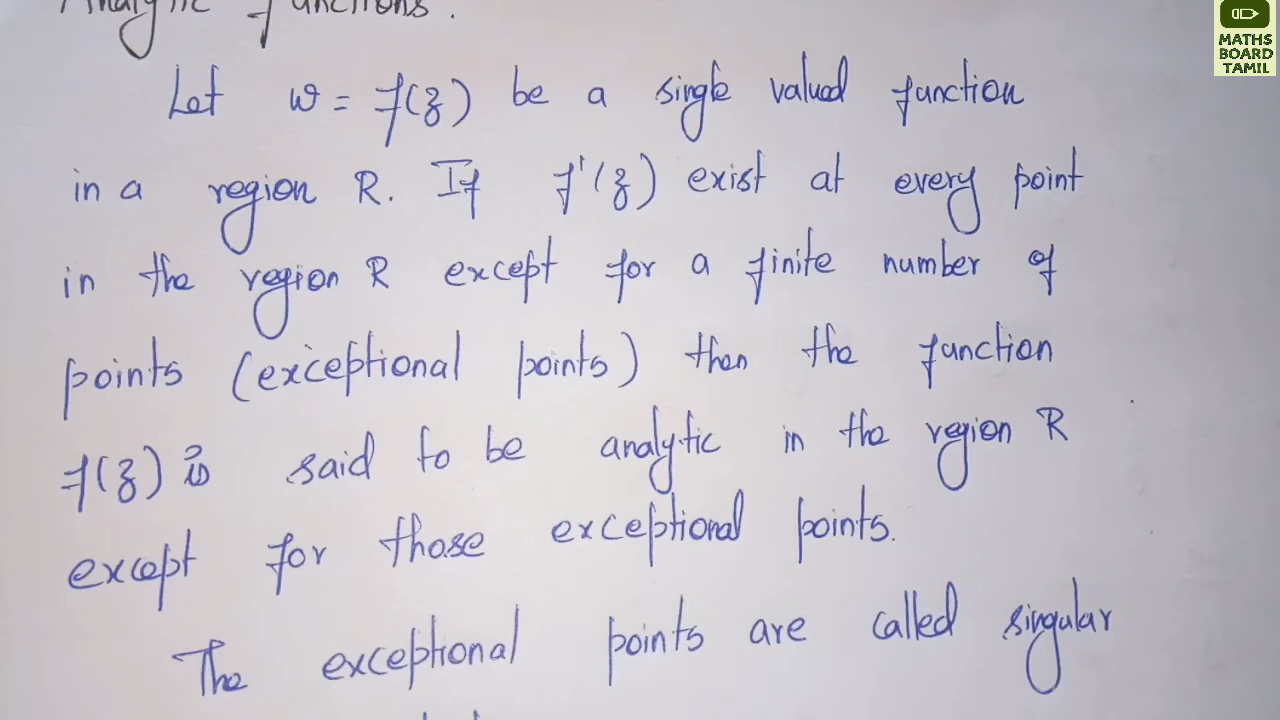 Analytic functions.
Let w = f(z) be a single valued function
in a region R. If f'(z) exist at every point
in the region R except for a finite number of
points (exceptional points) then the function
f(z) is said to be analytic in the region R
except for those exceptional points.
The exceptional points are called singular
MATHS
BOARD
TAMIL